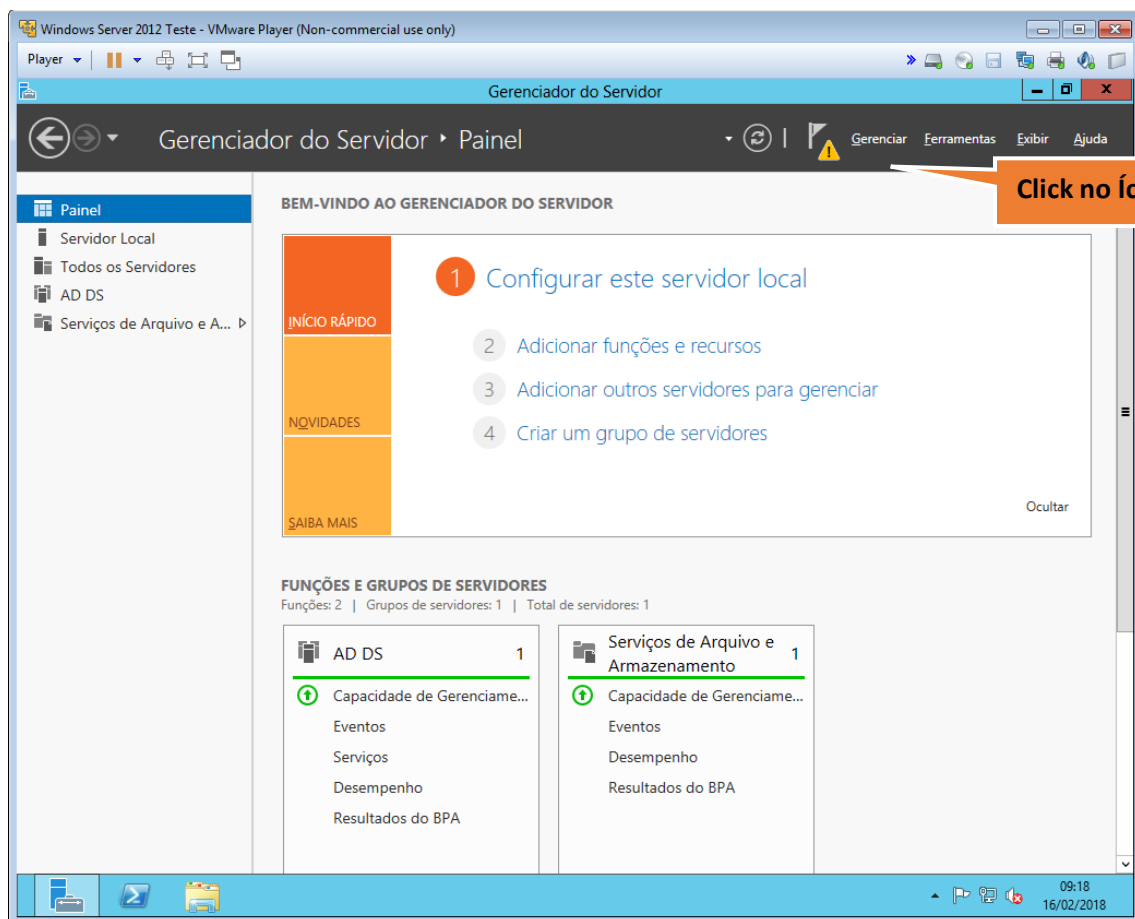 Windows Server 2012 Teste - VMware Player (Non-commercial use only)
Player
Gerenciador do Servidor
Gerenciador do Servidor ‣ Painel
Gerenciar Ferramentas Exibir Ajuda
Click no
Painel
Servidor Local
Todos os Servidores
AD DS
Serviços de Arquivo e A...
BEM-VINDO AO GERENCIADOR DO SERVIDOR
INÍCIO RÁPIDO
NOVIDADES
SAIBA MAIS
1 Configurar este servidor local
2 Adicionar funções e recursos
3 Adicionar outros servidores para gerenciar
4 Criar um grupo de servidores
Ocultar
FUNÇÕES E GRUPOS DE SERVIDORES
Funções: 2 | Grupos de servidores: 1 | Total de servidores: 1
AD DS 1
Capacidade de Gerenciame...
Eventos
Serviços
Desempenho
Resultados do BPA
Serviços de Arquivo e
Armazenamento 1
Capacidade de Gerenciame...
Eventos
Desempenho
Resultados do BPA
09:18
16/02/2018